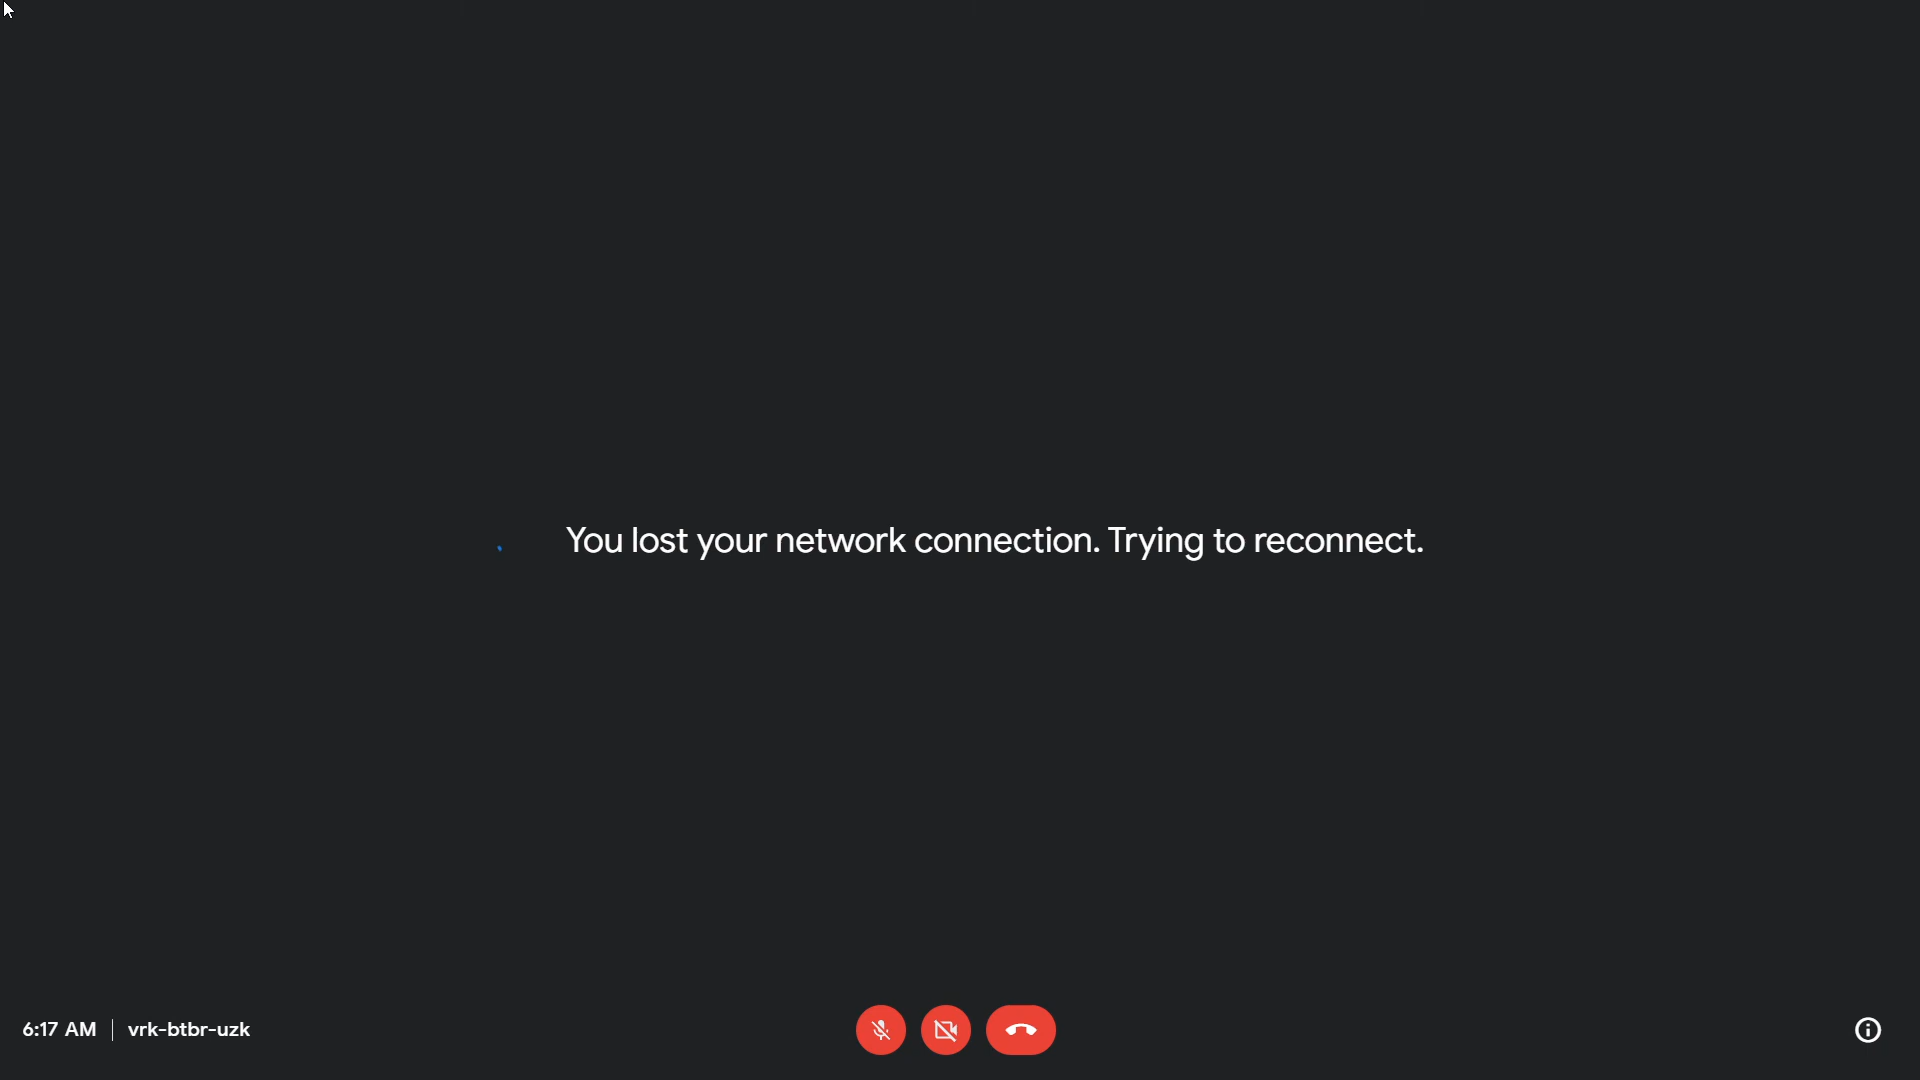 You lost your network connection. Trying to reconnect.
6:17 AM | vrk-btbr-uzk